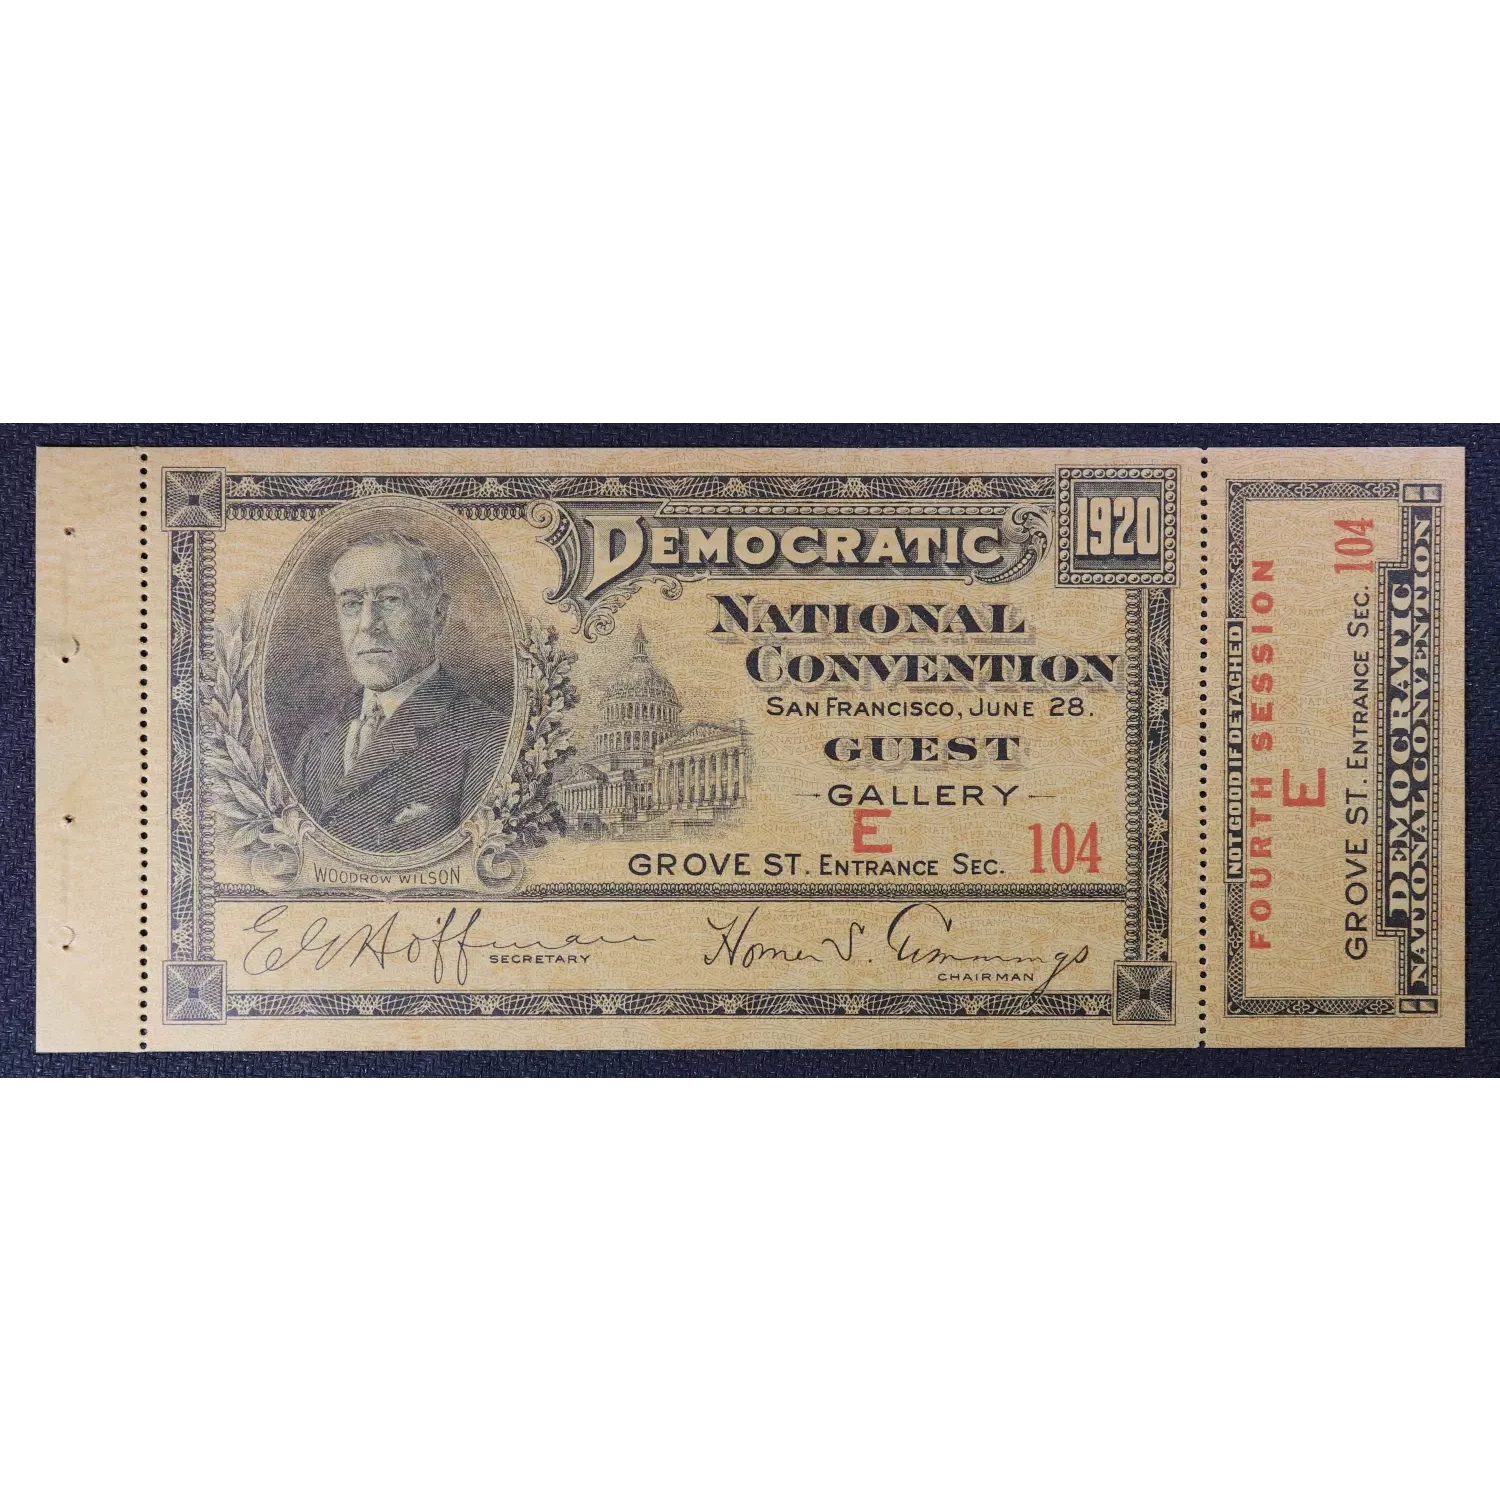 DEMOCRATIC
1920
NATIONAL
CONVENTION
SAN FRANCISCO, JUNE 28.
GUEST
GALLERY
E
GROVE ST. ENTRANCE SEC. 104
WOODROW WILSON
E. G. Hoffman
SECRETARY
Homer S. Cummings
CHAIRMAN
NOT GOOD IF DETACHED
FOURTH SESSION
E
GROVE ST. ENTRANCE SEC. 104
DEMOCRATIC
NATIONAL CONVENTION